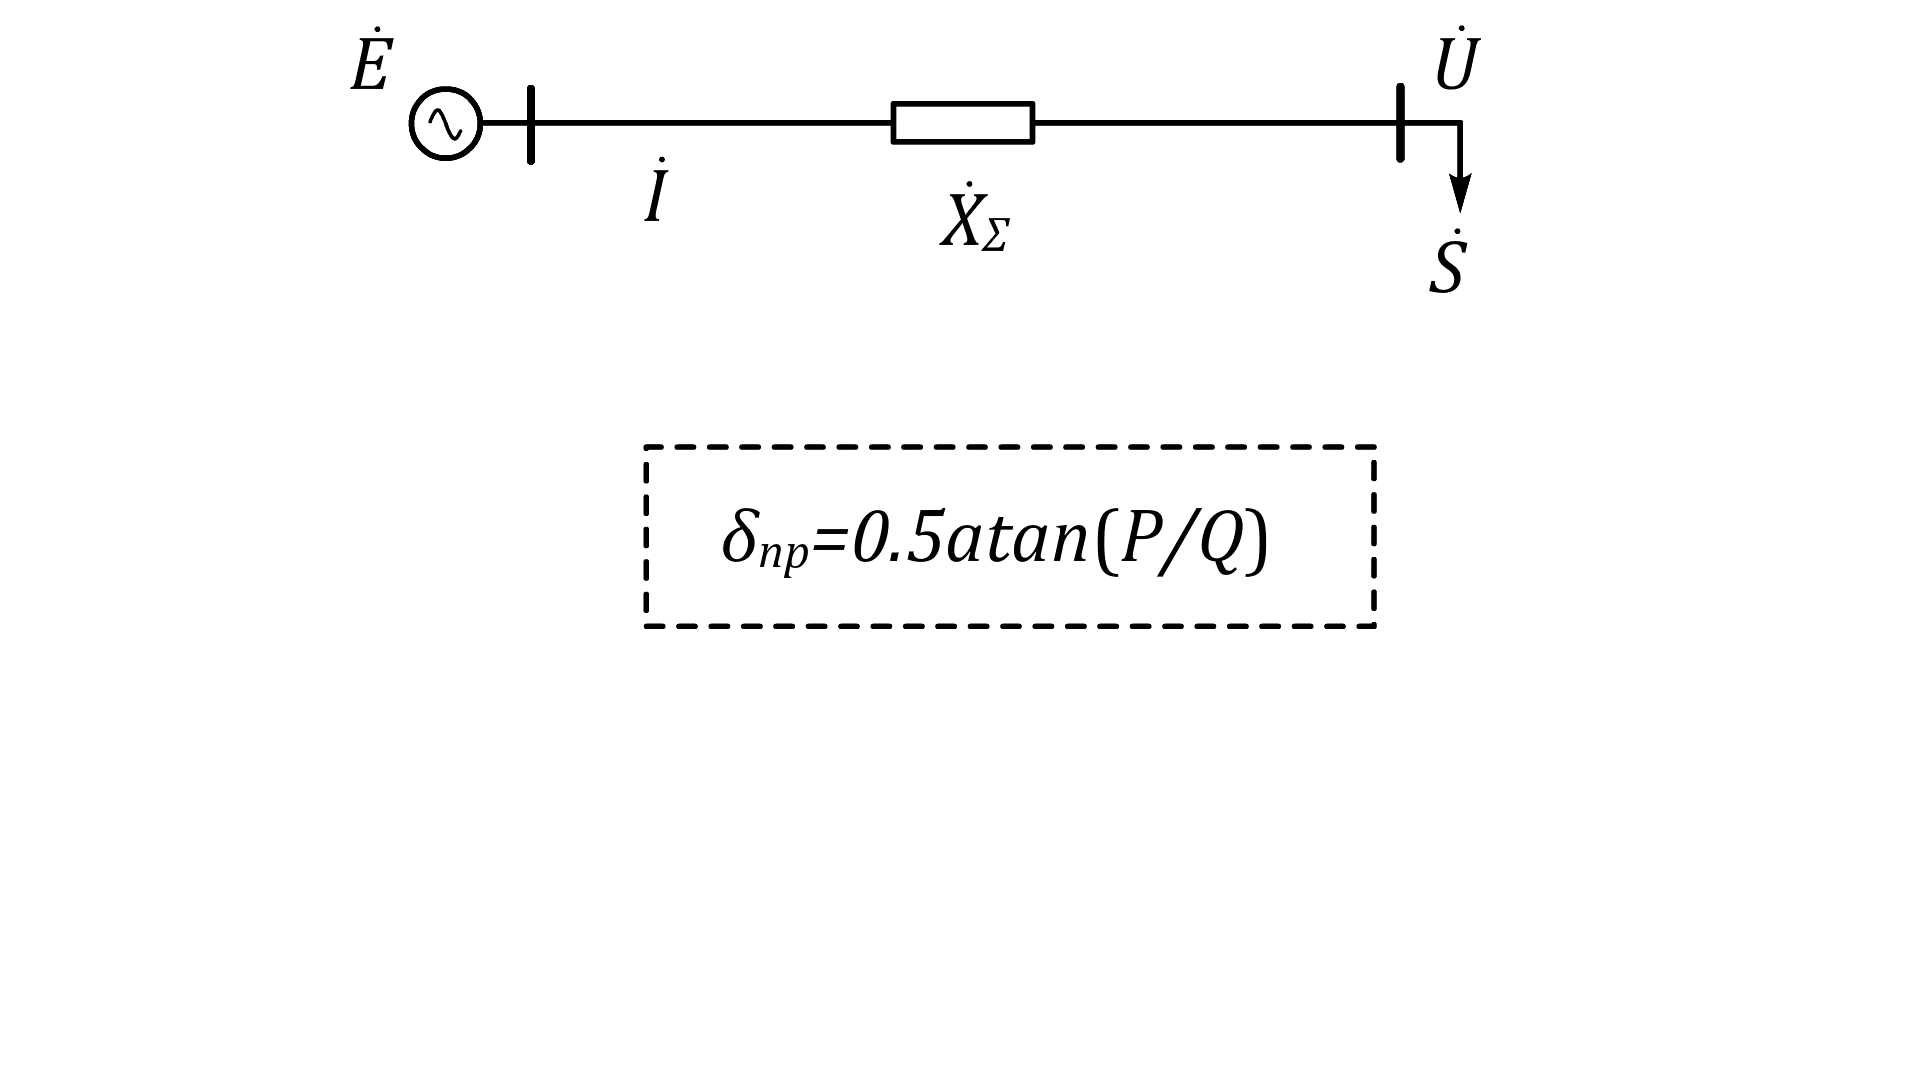 Ė U̇
İ
Ẋ_Σ
Ṡ
δ_np=0.5atan(P/Q)